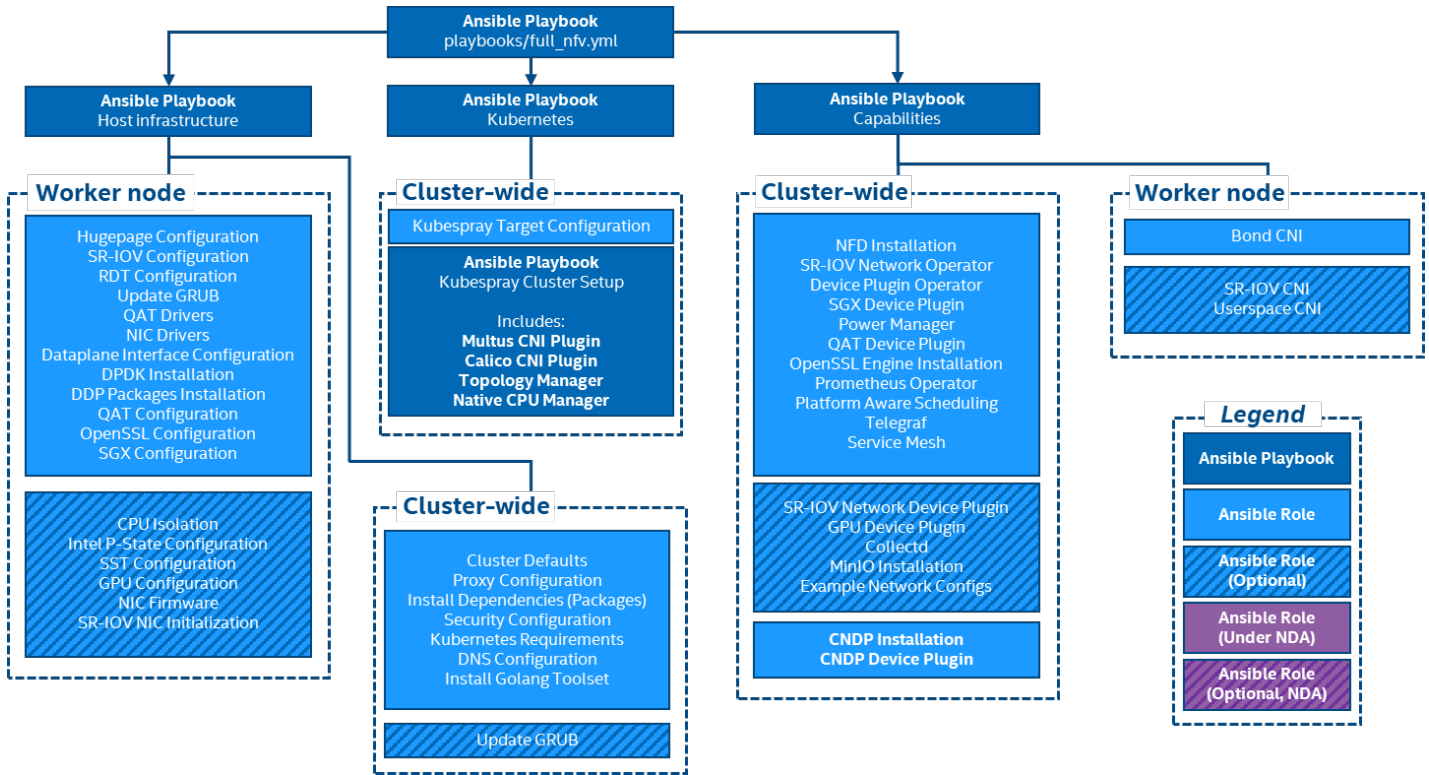 Ansible Playbook
playbooks/full_nfv.yml
Ansible Playbook
Host infrastructure
Ansible Playbook
Kubernetes
Ansible Playbook
Capabilities
Worker node
Hugepage Configuration
SR-IOV Configuration
RDT Configuration
Update GRUB
QAT Drivers
NIC Drivers
Dataplane Interface Configuration
DPDK Installation
DDP Packages Installation
QAT Configuration
OpenSSL Configuration
SGX Configuration
CPU Isolation
Intel P-State Configuration
SST Configuration
GPU Configuration
NIC Firmware
SR-IOV NIC Initialization
Cluster-wide
Kubespray Target Configuration
Ansible Playbook
Kubespray Cluster Setup
Includes:
Multus CNI Plugin
Calico CNI Plugin
Topology Manager
Native CPU Manager
Cluster-wide
Cluster Defaults
Proxy Configuration
Install Dependencies (Packages)
Security Configuration
Kubernetes Requirements
DNS Configuration
Install Golang Toolset
Update GRUB
Cluster-wide
NFD Installation
SR-IOV Network Operator
Device Plugin Operator
SGX Device Plugin
Power Manager
QAT Device Plugin
OpenSSL Engine Installation
Prometheus Operator
Platform Aware Scheduling
Telegraf
Service Mesh
SR-IOV Network Device Plugin
GPU Device Plugin
Collectd
MinIO Installation
Example Network Configs
CNDP Installation
CNDP Device Plugin
Worker node
Bond CNI
SR-IOV CNI
Userspace CNI
Legend
Ansible Playbook
Ansible Role
Ansible Role
(Optional)
Ansible Role
(Under NDA)
Ansible Role
(Optional, NDA)